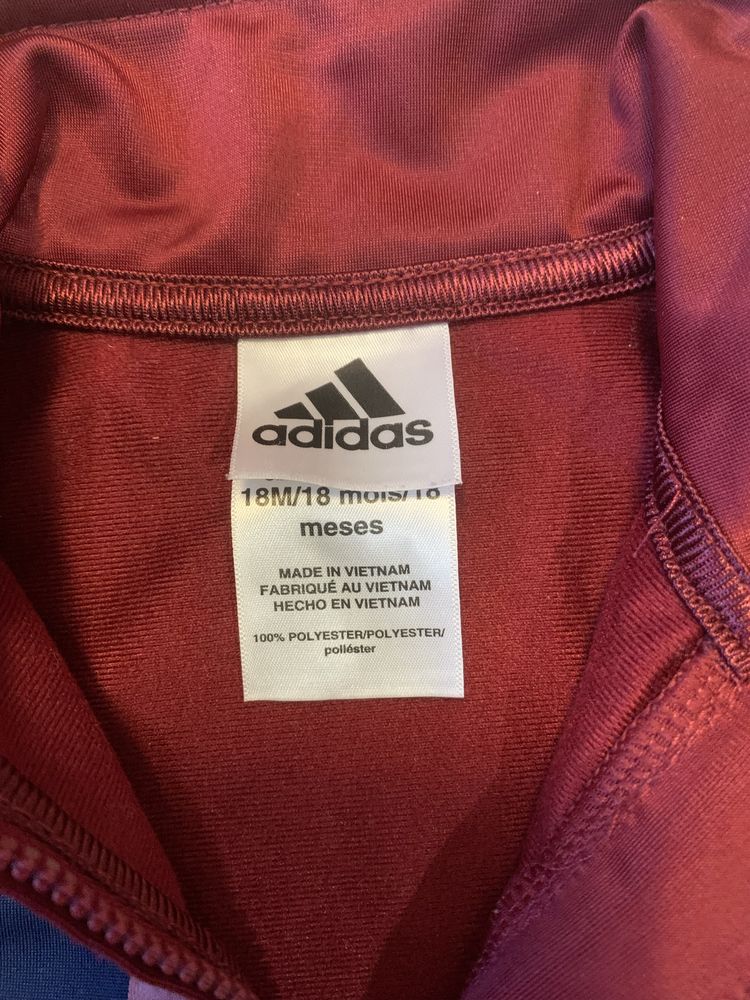 adidas
18M/18 mois/18
meses
MADE IN VIETNAM
FABRIQUÉ AU VIETNAM
HECHO EN VIETNAM
100% POLYESTER/POLYESTER/
poliéster